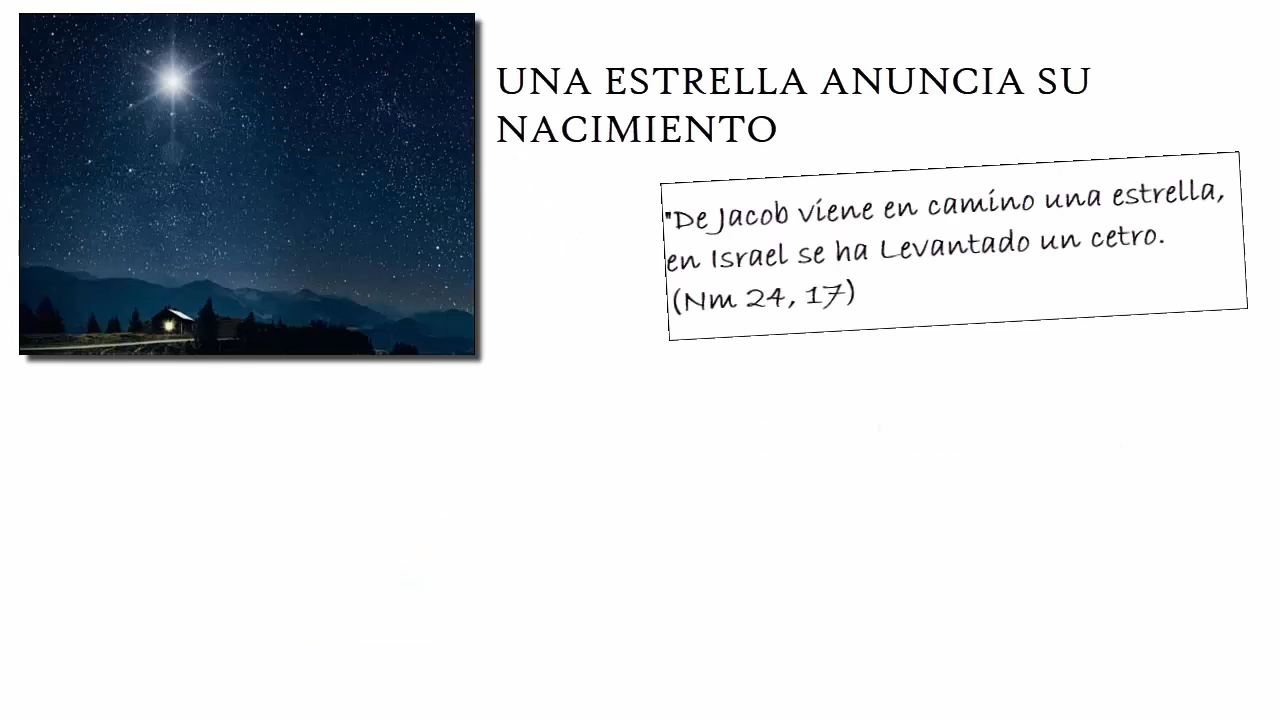 UNA ESTRELLA ANUNCIA SU
NACIMIENTO
"De Jacob viene en camino una estrella,
en Israel se ha Levantado un cetro.
(Nm 24, 17)